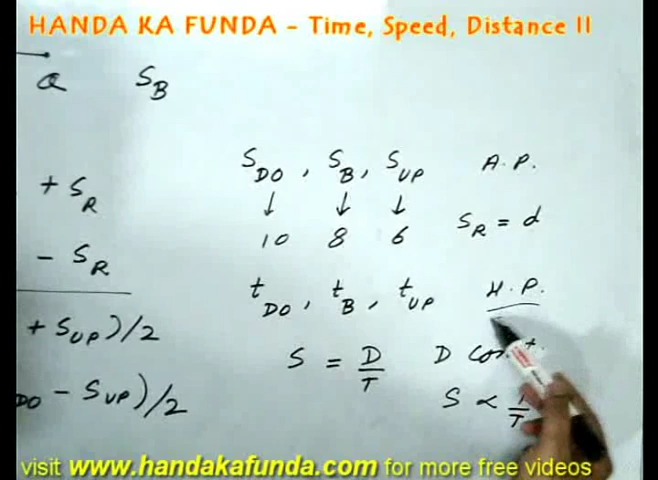 HANDA KA FUNDA - Time, Speed, Distance II
Q S_B
S_DO, S_B, S_UP A.P.
↓ ↓ ↓
+ S_R 10 8 6 S_R = d
- S_R
t_DO, t_B, t_UP H.P.
+ S_UP)/2
S = D/T D
DO - S_UP)/2 S ∝ 1/T
visit www.handakafunda.com for more free videos